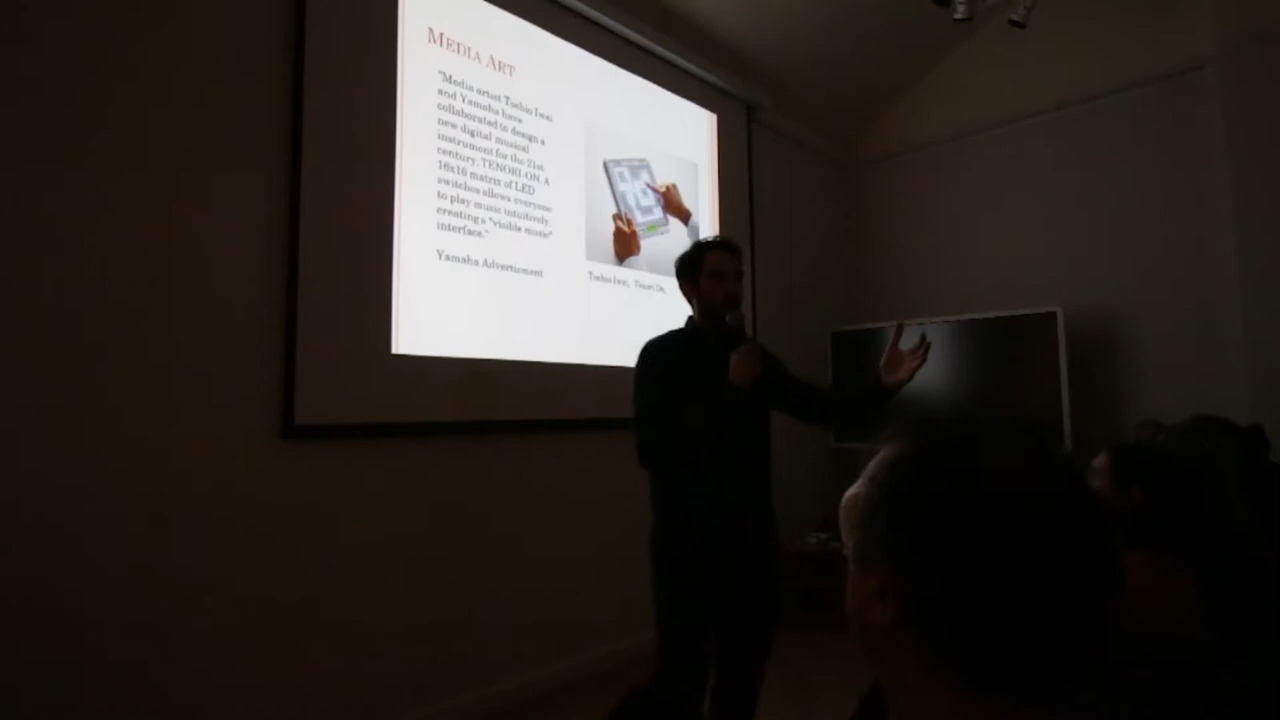 MEDIA ART
"Media artist Toshio Iwai
and Yamaha have
collaborated to design a
new digital musical
instrument for the 21st
century, TENORI-ON. A
16x16 matrix of LED
switches allows everyone
to play music intuitively,
creating a "visible music"
interface."
Yamaha Advertisment
Toshio Iwai, Tenori On,